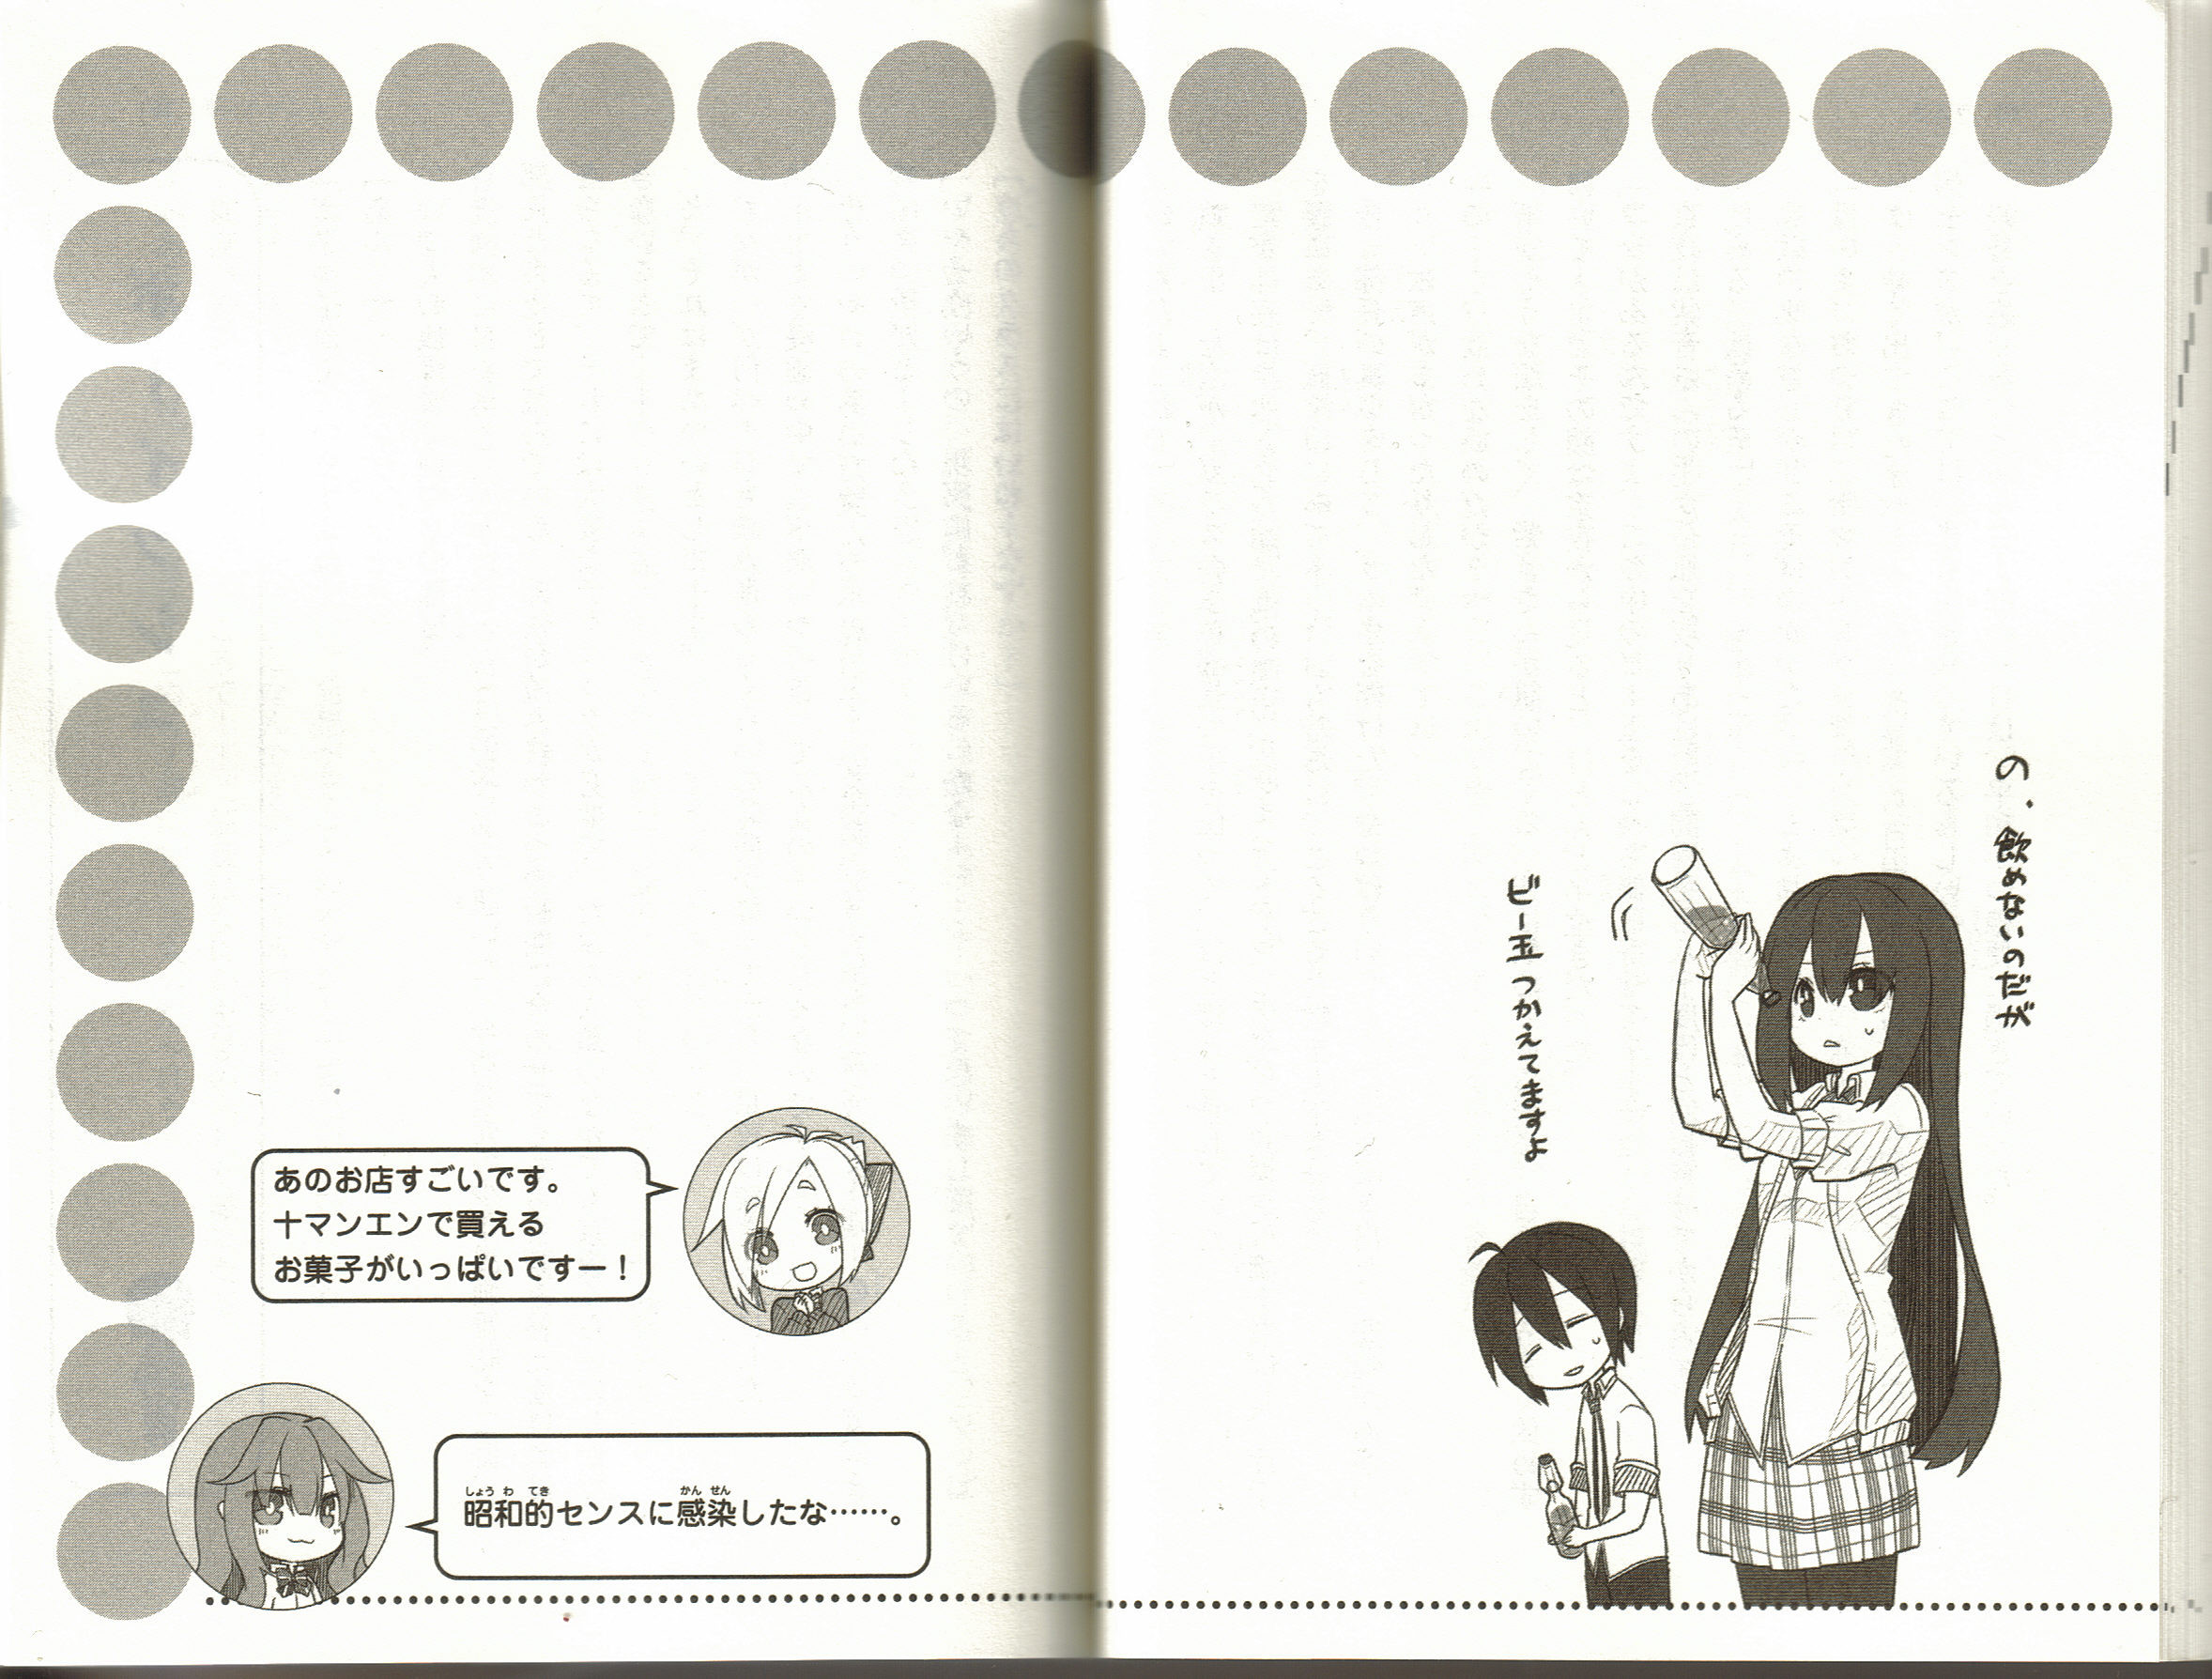 の、飲めないのだが
ビー玉つかえてますよ
あのお店すごいです。
十マンエンで買える
お菓子がいっぱいですー！
昭和的センスに感染したな……。
しょう わ てき かん せん